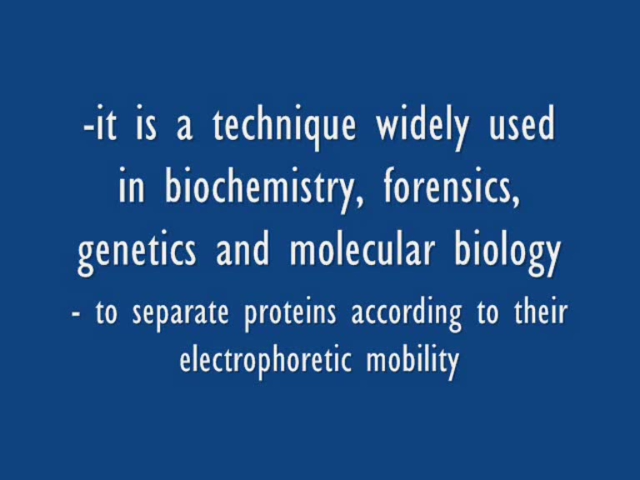 -it is a technique widely used
in biochemistry, forensics,
genetics and molecular biology
- to separate proteins according to their
electrophoretic mobility